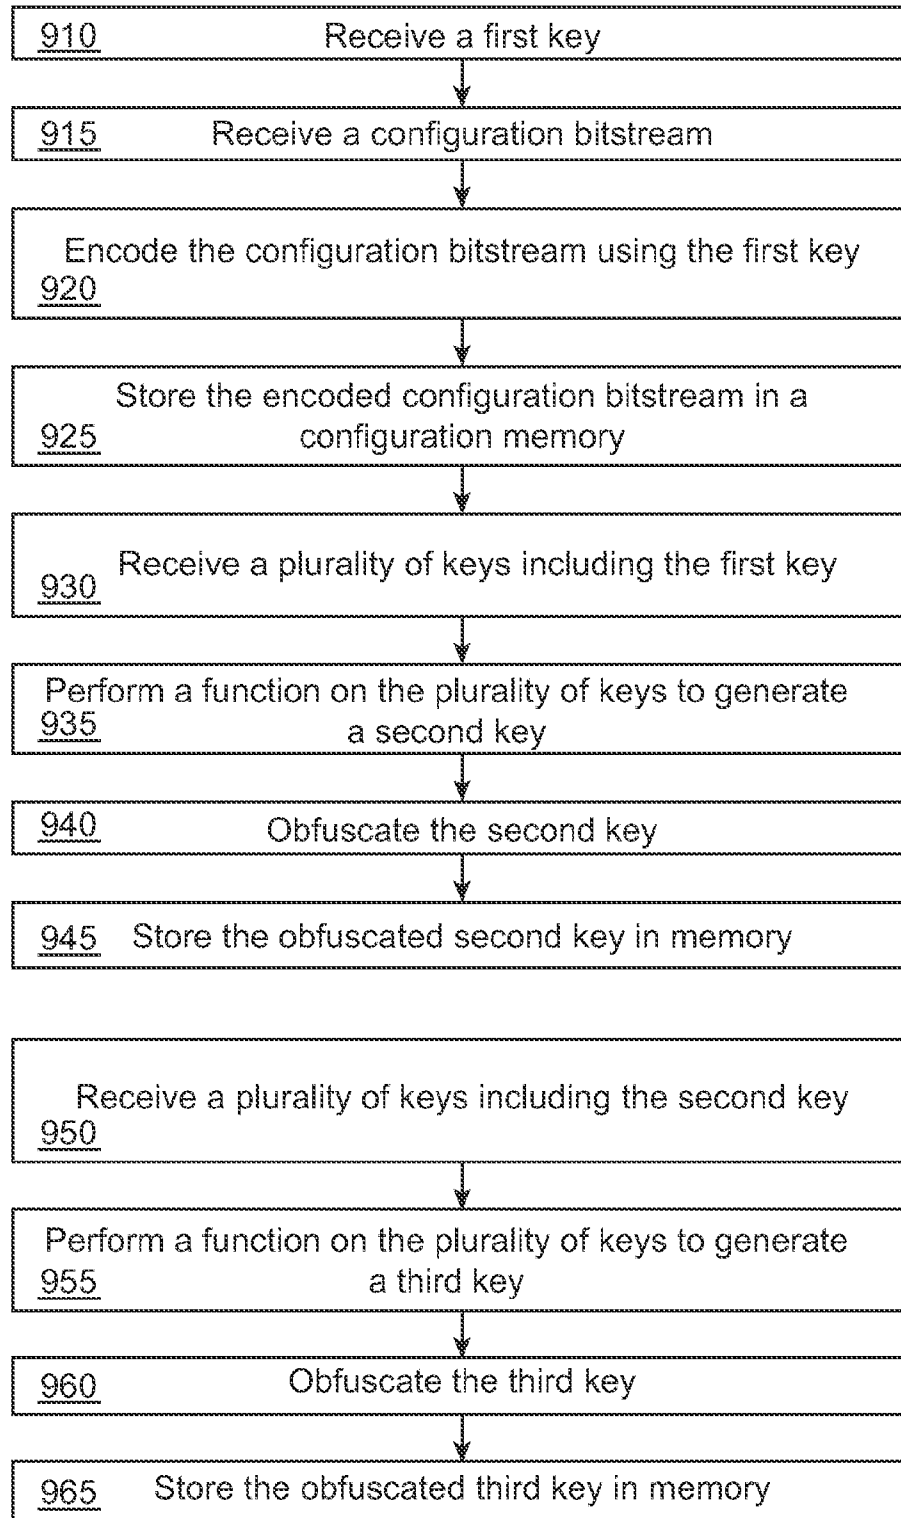 910 Receive a first key
915 Receive a configuration bitstream
Encode the configuration bitstream using the first key
920
Store the encoded configuration bitstream in a
925 configuration memory
930 Receive a plurality of keys including the first key
Perform a function on the plurality of keys to generate
935 a second key
940 Obfuscate the second key
945 Store the obfuscated second key in memory
Receive a plurality of keys including the second key
950
Perform a function on the plurality of keys to generate
955 a third key
960 Obfuscate the third key
965 Store the obfuscated third key in memory